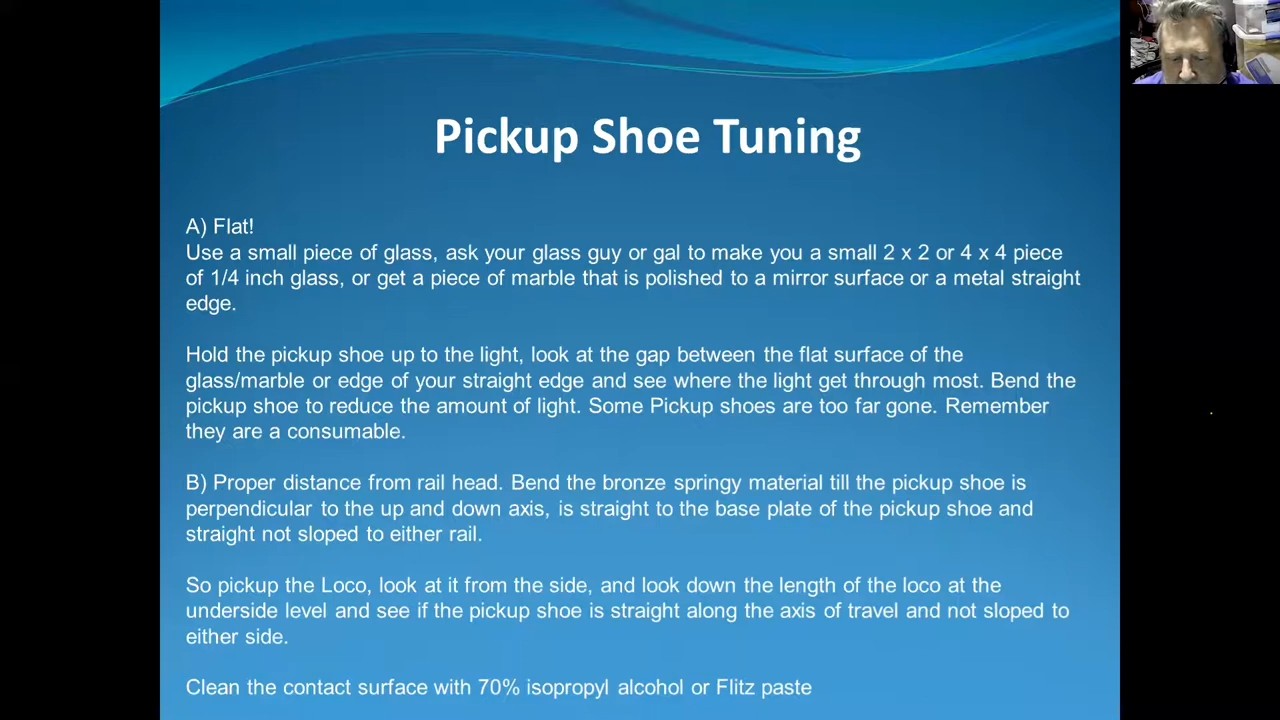 Pickup Shoe Tuning
A) Flat!
Use a small piece of glass, ask your glass guy or gal to make you a small 2 x 2 or 4 x 4 piece
of 1/4 inch glass, or get a piece of marble that is polished to a mirror surface or a metal straight
edge.
Hold the pickup shoe up to the light, look at the gap between the flat surface of the
glass/marble or edge of your straight edge and see where the light get through most. Bend the
pickup shoe to reduce the amount of light. Some Pickup shoes are too far gone. Remember
they are a consumable.
B) Proper distance from rail head. Bend the bronze springy material till the pickup shoe is
perpendicular to the up and down axis, is straight to the base plate of the pickup shoe and
straight not sloped to either rail.
So pickup the Loco, look at it from the side, and look down the length of the loco at the
underside level and see if the pickup shoe is straight along the axis of travel and not sloped to
either side.
Clean the contact surface with 70% isopropyl alcohol or Flitz paste